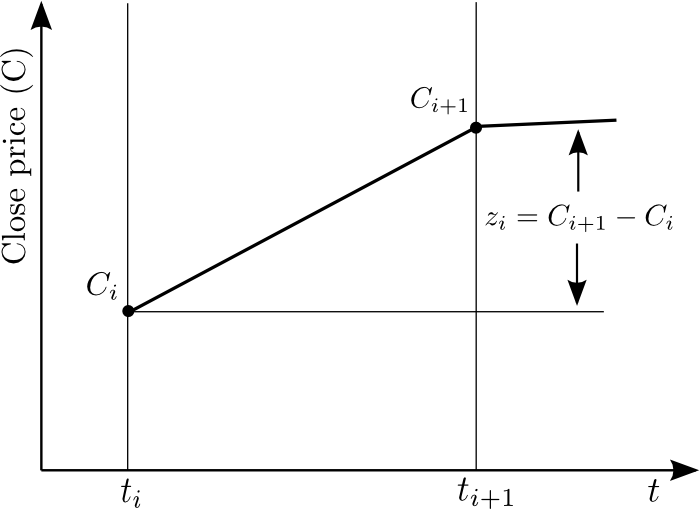 Close price (C)
C_{i+1}
z_i = C_{i+1} − C_i
C_i
t_i
t_{i+1}
t